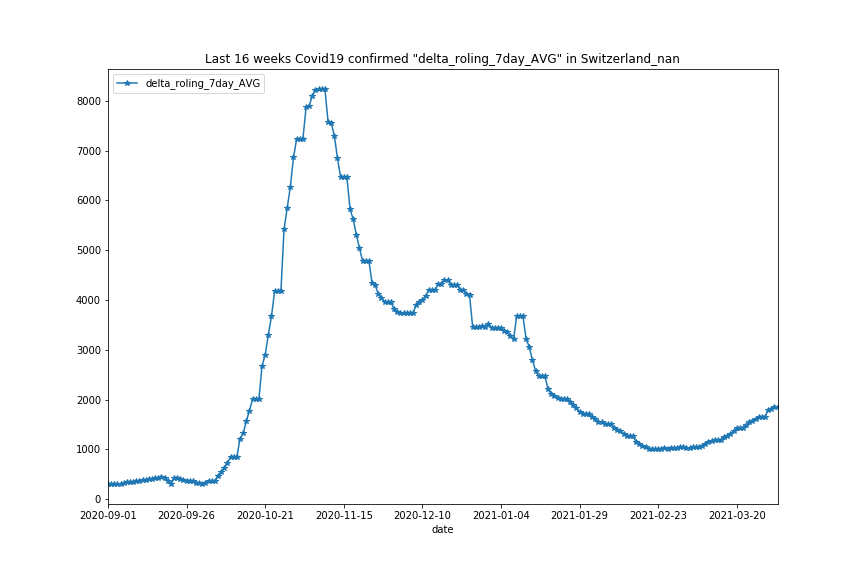 Last 16 weeks Covid19 confirmed "delta_roling_7day_AVG" in Switzerland_nan
delta_roling_7day_AVG
8000
7000
6000
5000
4000
3000
2000
1000
0
2020-09-01 2020-09-26 2020-10-21 2020-11-15 2020-12-10 2021-01-04 2021-01-29 2021-02-23 2021-03-20
date